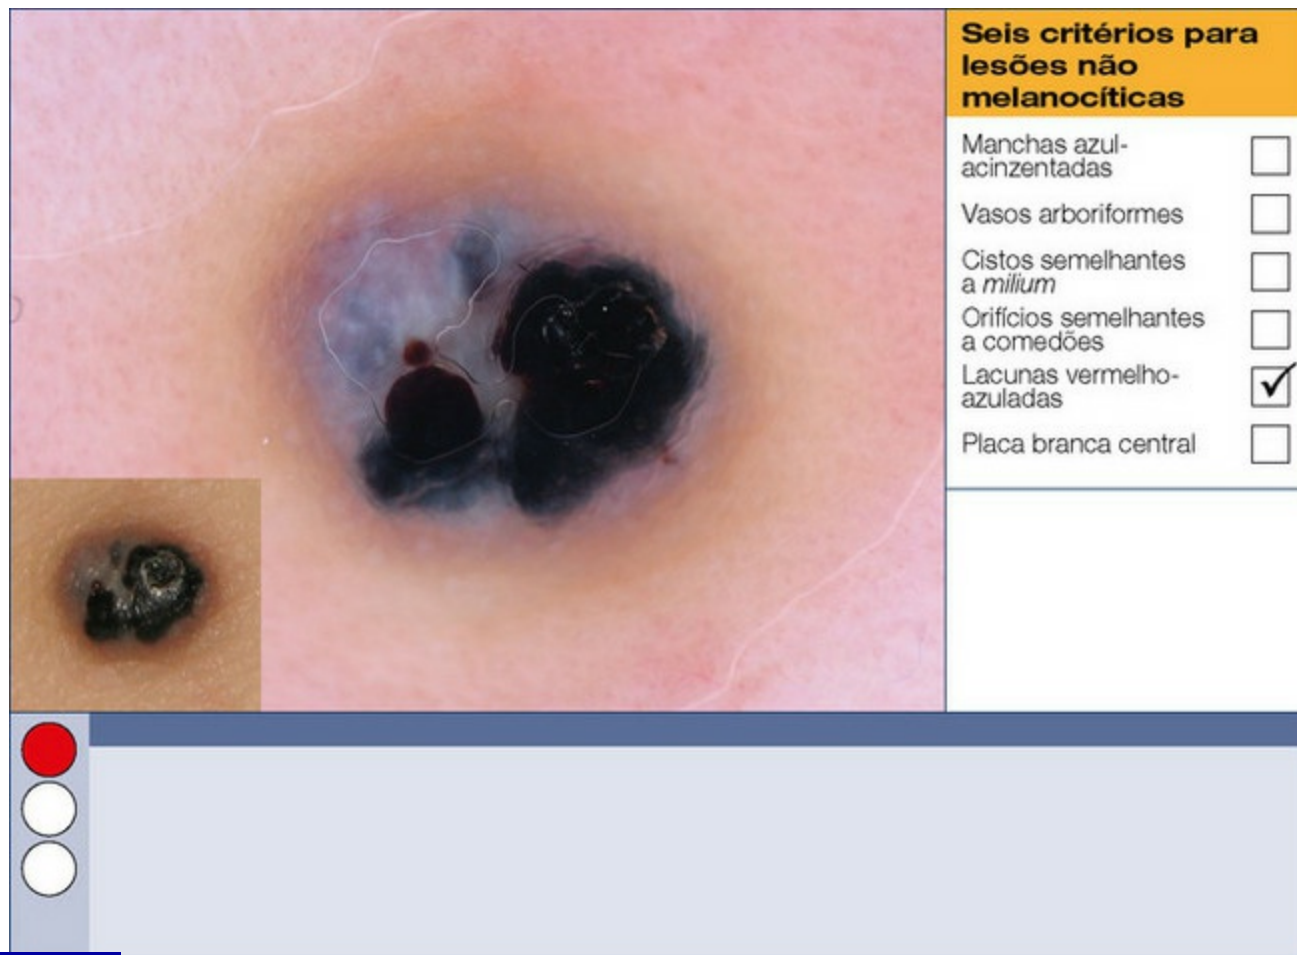 Seis critérios para
lesões não
melanocíticas
Manchas azul-
acinzentadas
Vasos arboriformes
Cistos semelhantes
a milium
Orifícios semelhantes
a comedões
Lacunas vermelho-
azuladas
Placa branca central